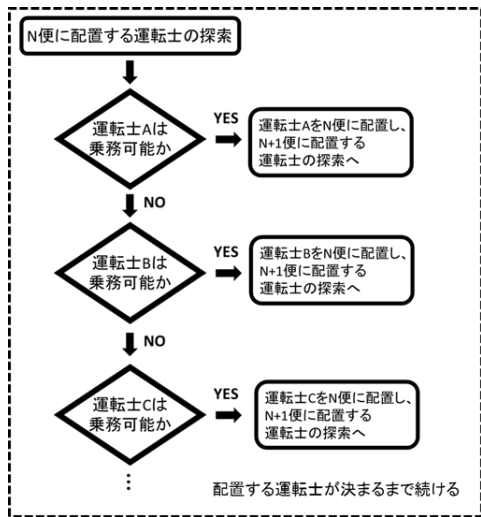 N便に配置する運転士の探索
運転士Aは
乗務可能か
YES
運転士AをN便に配置し、
N+1便に配置する
運転士の探索へ
NO
運転士Bは
乗務可能か
YES
運転士BをN便に配置し、
N+1便に配置する
運転士の探索へ
NO
運転士Cは
乗務可能か
YES
運転士CをN便に配置し、
N+1便に配置する
運転士の探索へ
⋮
配置する運転士が決まるまで続ける